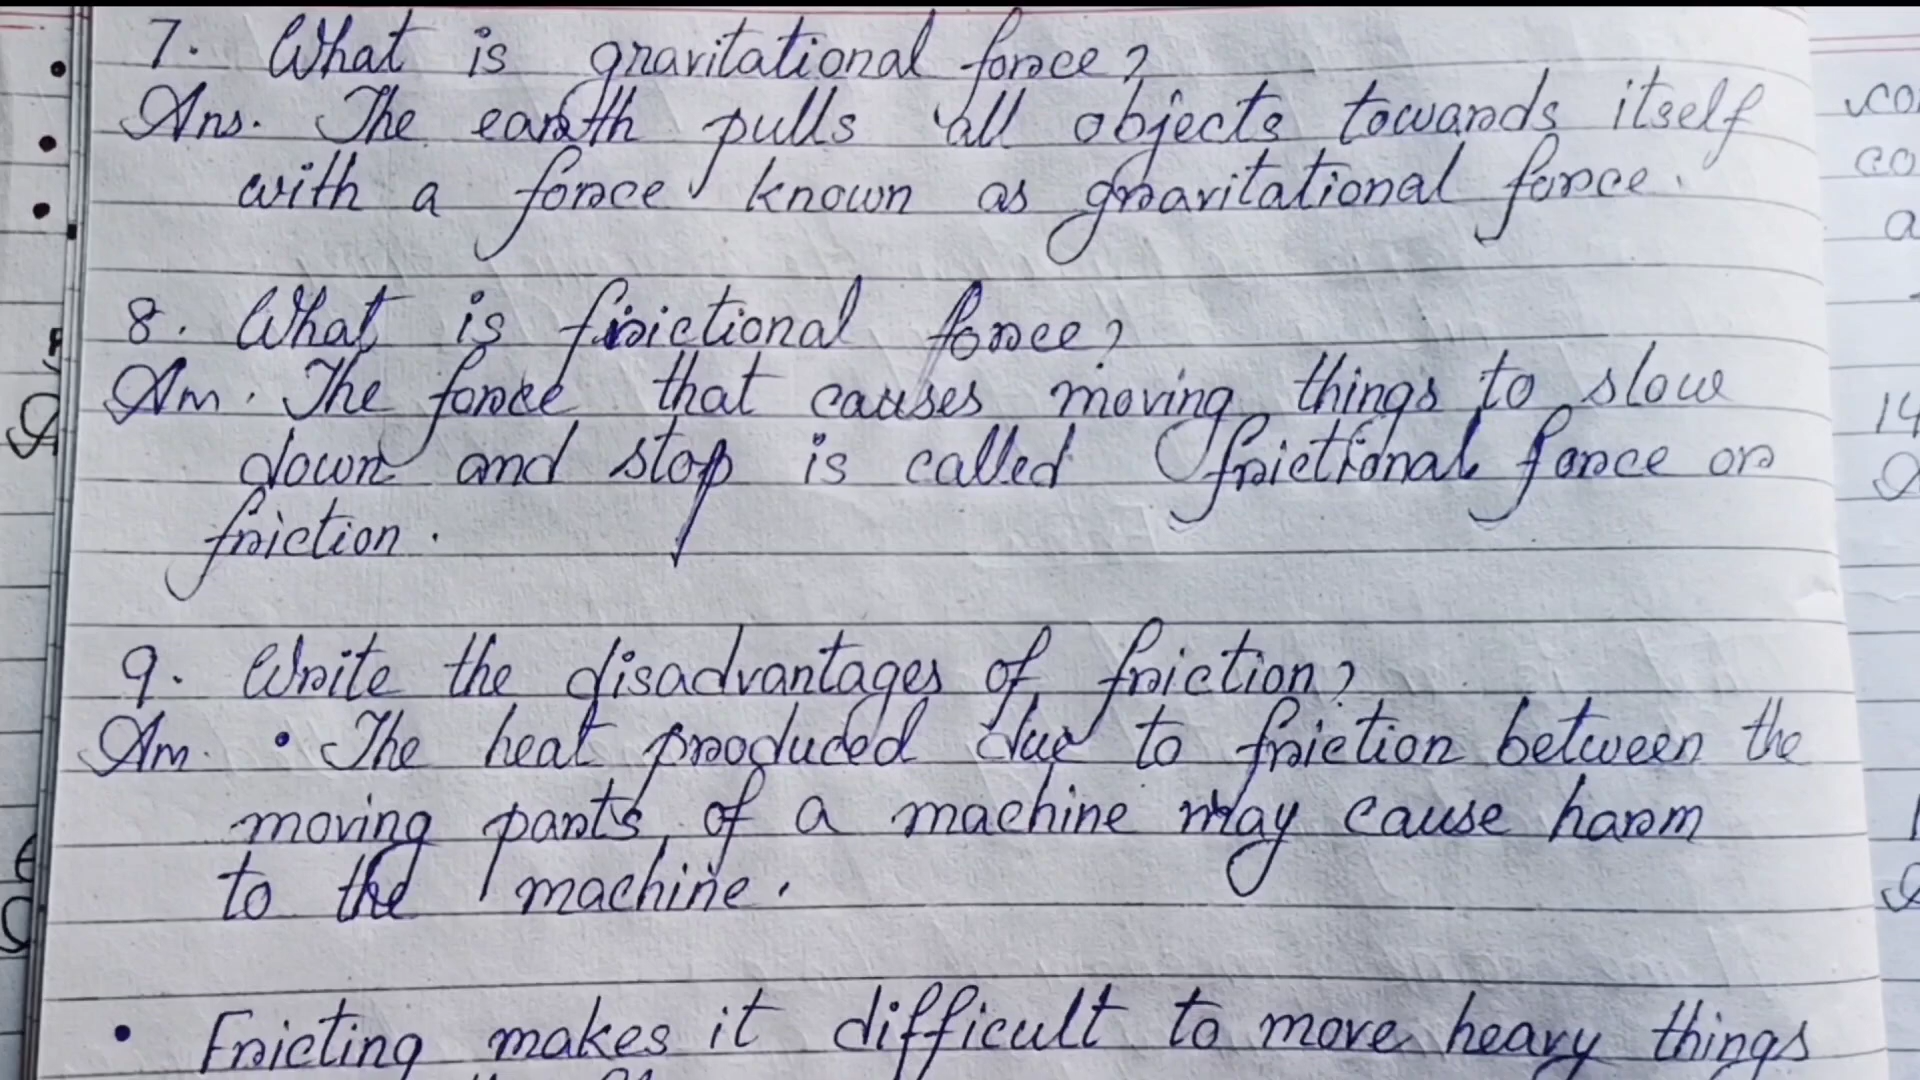 7. What is gravitational force?
Ans. The earth pulls all objects towards itself
with a force known as gravitational force.
8. What is frictional force?
Ans. The force that causes moving things to slow
down and stop is called frictional force or
friction.
9. Write the disadvantages of friction?
Ans. • The heat produced due to friction between the
moving parts of a machine may cause harm
to the machine.
• Fricting makes it difficult to move heavy things
co
a
14